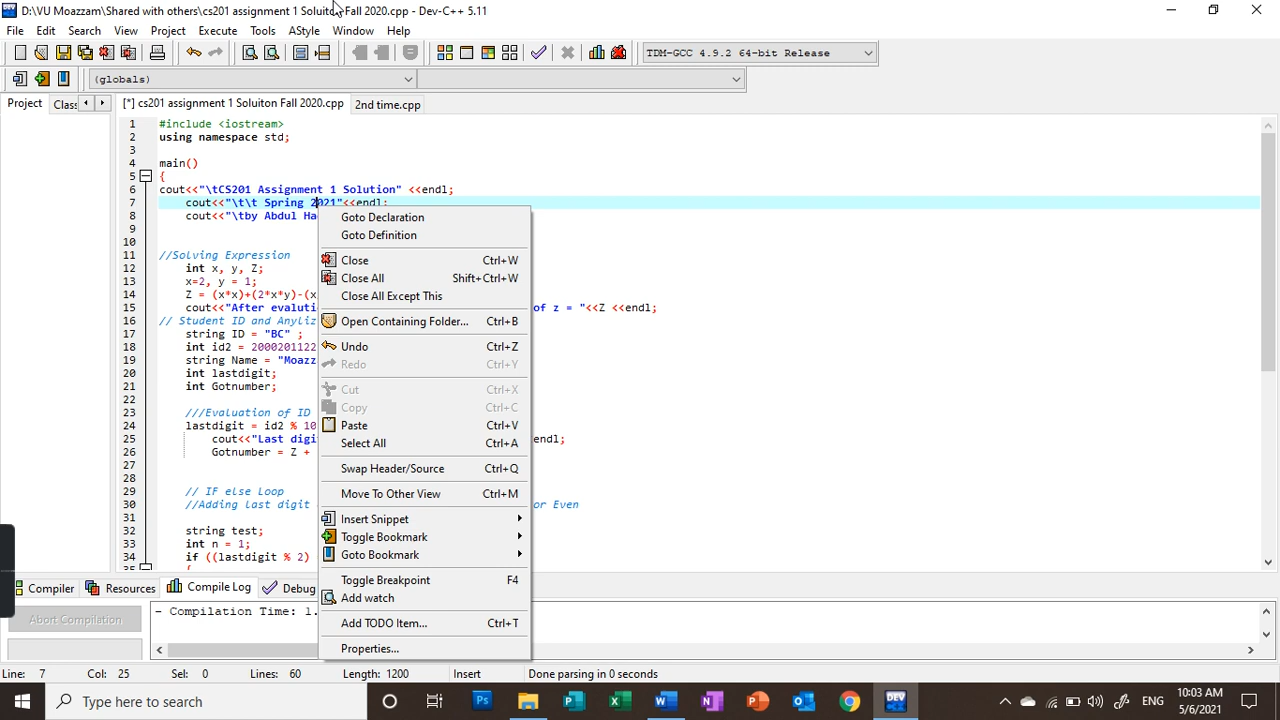 D:\VU Moazzam\Shared with others\cs201 assignment 1 Soluiton Fall 2020.cpp - Dev-C++ 5.11
File Edit Search View Project Execute Tools AStyle Window Help
TDM-GCC 4.9.2 64-bit Release
(globals)
Project Class [*] cs201 assignment 1 Soluiton Fall 2020.cpp 2nd time.cpp
1 #include <iostream>
2 using namespace std;
3
4 main()
5 {
6 cout<<"\tCS201 Assignment 1 Solution" <<endl;
7 cout<<"\t\t Spring 2021"<<endl;
8 cout<<"\tby Abdul Ha
9
10
11 //Solving Expression
12 int x, y, Z;
13 x=2, y = 1;
14 Z = (x*x)+(2*x*y)-(x
15 cout<<"After evaluti of z = "<<Z <<endl;
16 // Student ID and Anyliz
17 string ID = "BC" ;
18 int id2 = 2000201122
19 string Name = "Moazz
20 int lastdigit;
21 int Gotnumber;
22
23 ///Evaluation of ID
24 lastdigit = id2 % 10
25 cout<<"Last digi endl;
26 Gotnumber = Z +
27
28
29 // IF else Loop
30 //Adding last digit or Even
31
32 string test;
33 int n = 1;
34 if ((lastdigit % 2)
35 {
Goto Declaration
Goto Definition
Close Ctrl+W
Close All Shift+Ctrl+W
Close All Except This
Open Containing Folder... Ctrl+B
Undo Ctrl+Z
Redo Ctrl+Y
Cut Ctrl+X
Copy Ctrl+C
Paste Ctrl+V
Select All Ctrl+A
Swap Header/Source Ctrl+Q
Move To Other View Ctrl+M
Insert Snippet
Toggle Bookmark
Goto Bookmark
Toggle Breakpoint F4
Add watch
Add TODO Item... Ctrl+T
Properties...
Compiler Resources Compile Log Debug
Abort Compilation
- Compilation Time: 1.
Line: 7 Col: 25 Sel: 0 Lines: 60 Length: 1200 Insert Done parsing in 0 seconds
Type here to search
ENG
10:03 AM
5/6/2021